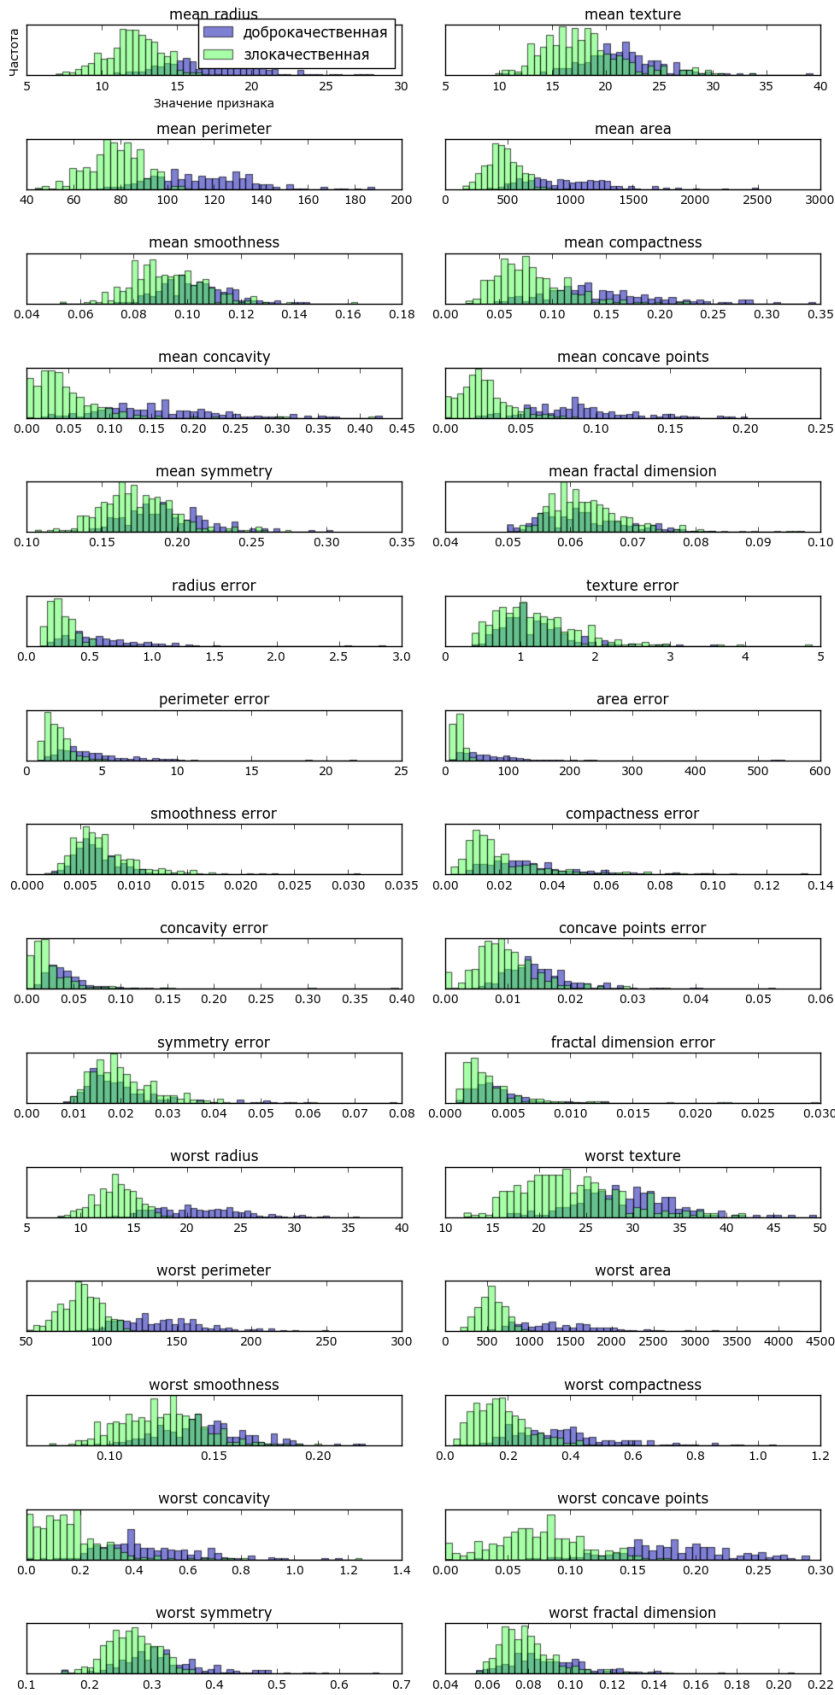 mean radius
mean texture
доброкачественная
злокачественная
Частота
5 10 15 20 25 30
5 10 15 20 25 30 35 40
Значение признака
mean perimeter
mean area
40 60 80 100 120 140 160 180 200
0 500 1000 1500 2000 2500 3000
mean smoothness
mean compactness
0.04 0.06 0.08 0.10 0.12 0.14 0.16 0.18
0.00 0.05 0.10 0.15 0.20 0.25 0.30 0.35
mean concavity
mean concave points
0.00 0.05 0.10 0.15 0.20 0.25 0.30 0.35 0.40 0.45
0.00 0.05 0.10 0.15 0.20 0.25
mean symmetry
mean fractal dimension
0.10 0.15 0.20 0.25 0.30 0.35
0.04 0.05 0.06 0.07 0.08 0.09 0.10
radius error
texture error
0.0 0.5 1.0 1.5 2.0 2.5 3.0
0 1 2 3 4 5
perimeter error
area error
0 5 10 15 20 25
0 100 200 300 400 500 600
smoothness error
compactness error
0.000 0.005 0.010 0.015 0.020 0.025 0.030 0.035
0.00 0.02 0.04 0.06 0.08 0.10 0.12 0.14
concavity error
concave points error
0.00 0.05 0.10 0.15 0.20 0.25 0.30 0.35 0.40
0.00 0.01 0.02 0.03 0.04 0.05 0.06
symmetry error
fractal dimension error
0.00 0.01 0.02 0.03 0.04 0.05 0.06 0.07 0.08
0.000 0.005 0.010 0.015 0.020 0.025 0.030
worst radius
worst texture
5 10 15 20 25 30 35 40
10 15 20 25 30 35 40 45 50
worst perimeter
worst area
50 100 150 200 250 300
0 500 1000 1500 2000 2500 3000 3500 4000 4500
worst smoothness
worst compactness
0.10 0.15 0.20
0.0 0.2 0.4 0.6 0.8 1.0 1.2
worst concavity
worst concave points
0.0 0.2 0.4 0.6 0.8 1.0 1.2 1.4
0.00 0.05 0.10 0.15 0.20 0.25 0.30
worst symmetry
worst fractal dimension
0.1 0.2 0.3 0.4 0.5 0.6 0.7
0.04 0.06 0.08 0.10 0.12 0.14 0.16 0.18 0.20 0.22